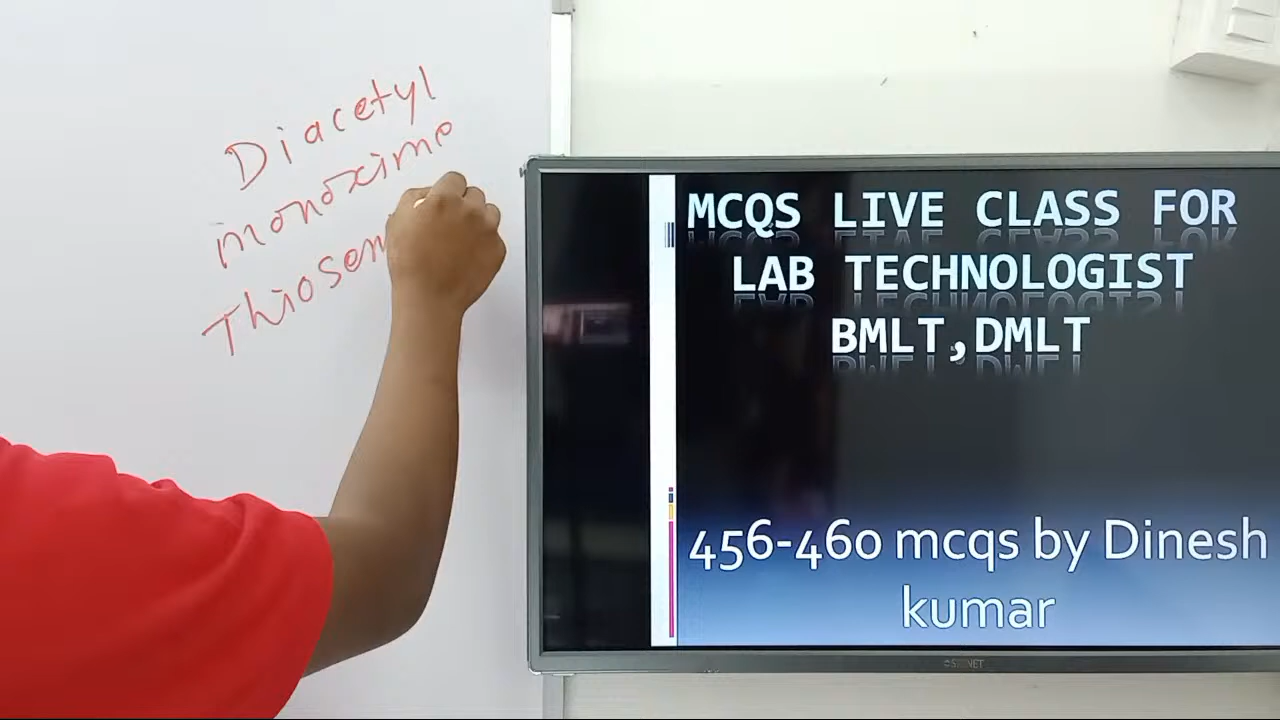 Diacetyl
monoxime
Thiosem
MCQS LIVE CLASS FOR
LAB TECHNOLOGIST
BMLT,DMLT
456-460 mcqs by Dinesh
kumar